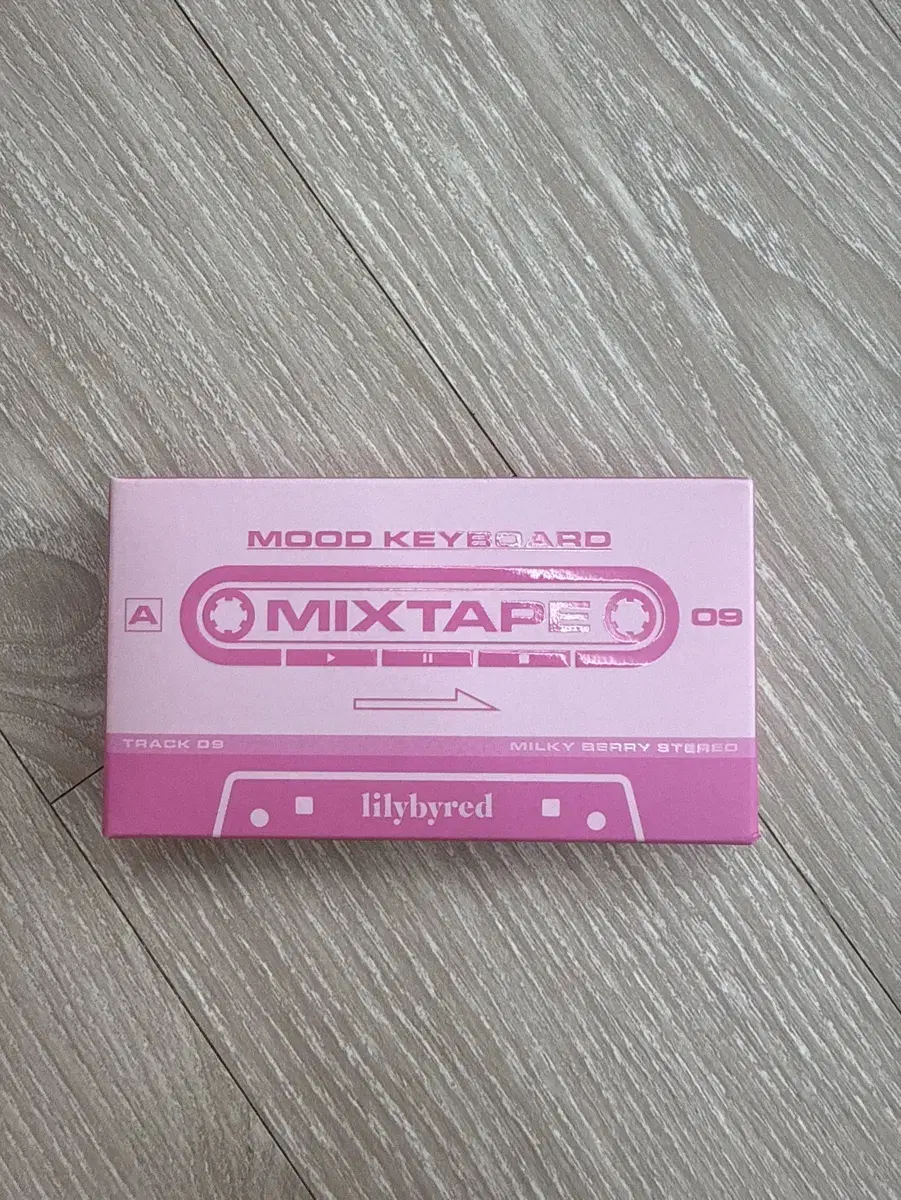 MOOD KEYBOARD
A MIXTAPE 09
TRACK 09 MILKY BERRY STEREO
lilybyred